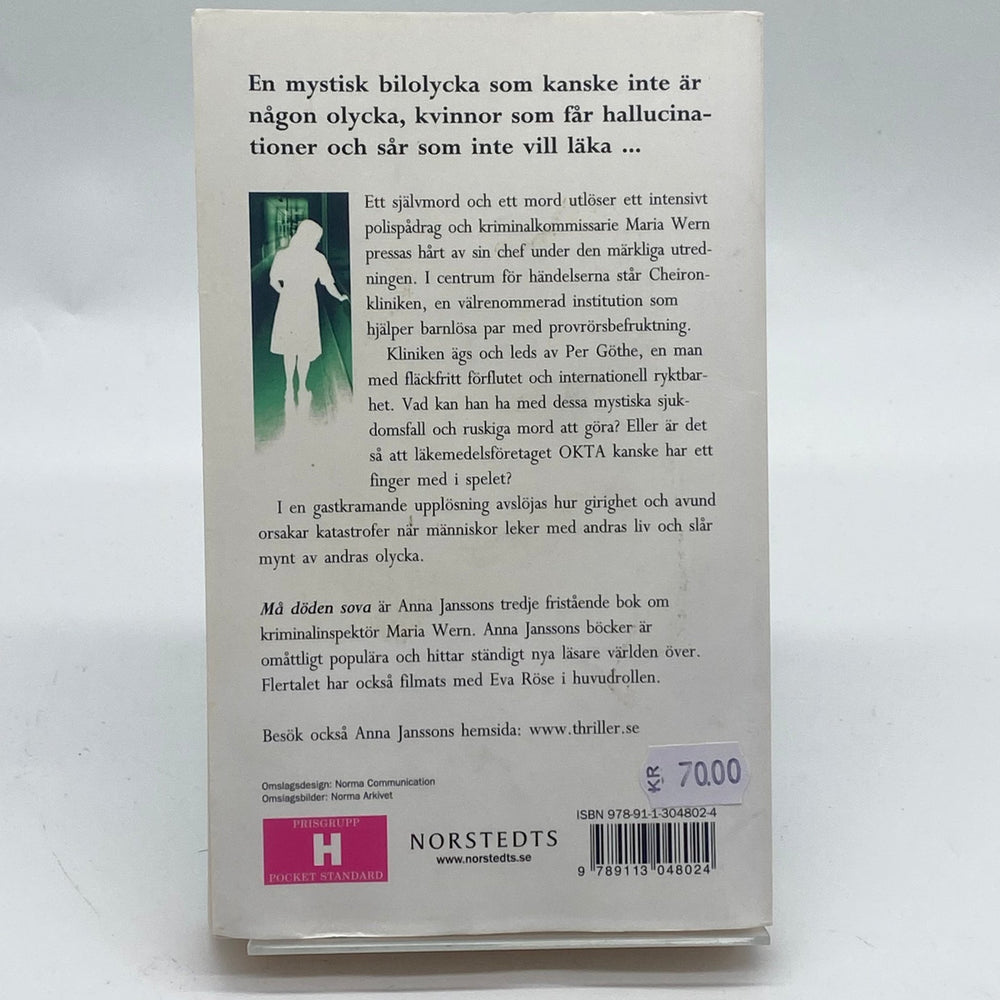 En mystisk bilolycka som kanske inte är
någon olycka, kvinnor som får hallucina-
tioner och sår som inte vill läka ...
Ett självmord och ett mord utlöser ett intensivt
polispådrag och kriminalkommissarie Maria Wern
pressas hårt av sin chef under den märkliga utred-
ningen. I centrum för händelserna står Cheiron-
kliniken, en välrenommerad institution som
hjälper barnlösa par med provrörsbefruktning.
Kliniken ägs och leds av Per Göthe, en man
med fläckfritt förflutet och internationell ryktbar-
het. Vad kan han ha med dessa mystiska sjuk-
domsfall och ruskiga mord att göra? Eller är det
så att läkemedelsföretaget OKTA kanske har ett
finger med i spelet?
I en gastkramande upplösning avslöjas hur girighet och avund
orsakar katastrofer när människor leker med andras liv och slår
mynt av andras olycka.
Må döden sova är Anna Janssons tredje fristående bok om
kriminalinspektör Maria Wern. Anna Janssons böcker är
omåttligt populära och hittar ständigt nya läsare världen över.
Flertalet har också filmats med Eva Röse i huvudrollen.
Besök också Anna Janssons hemsida: www.thriller.se
KR 70.00
Omslagsdesign: Norma Communication
Omslagsbilder: Norma Arkivet
PRISGRUPP
H
POCKET STANDARD
NORSTEDTS
www.norstedts.se
ISBN 978-91-1-304802-4
9 789113 048024